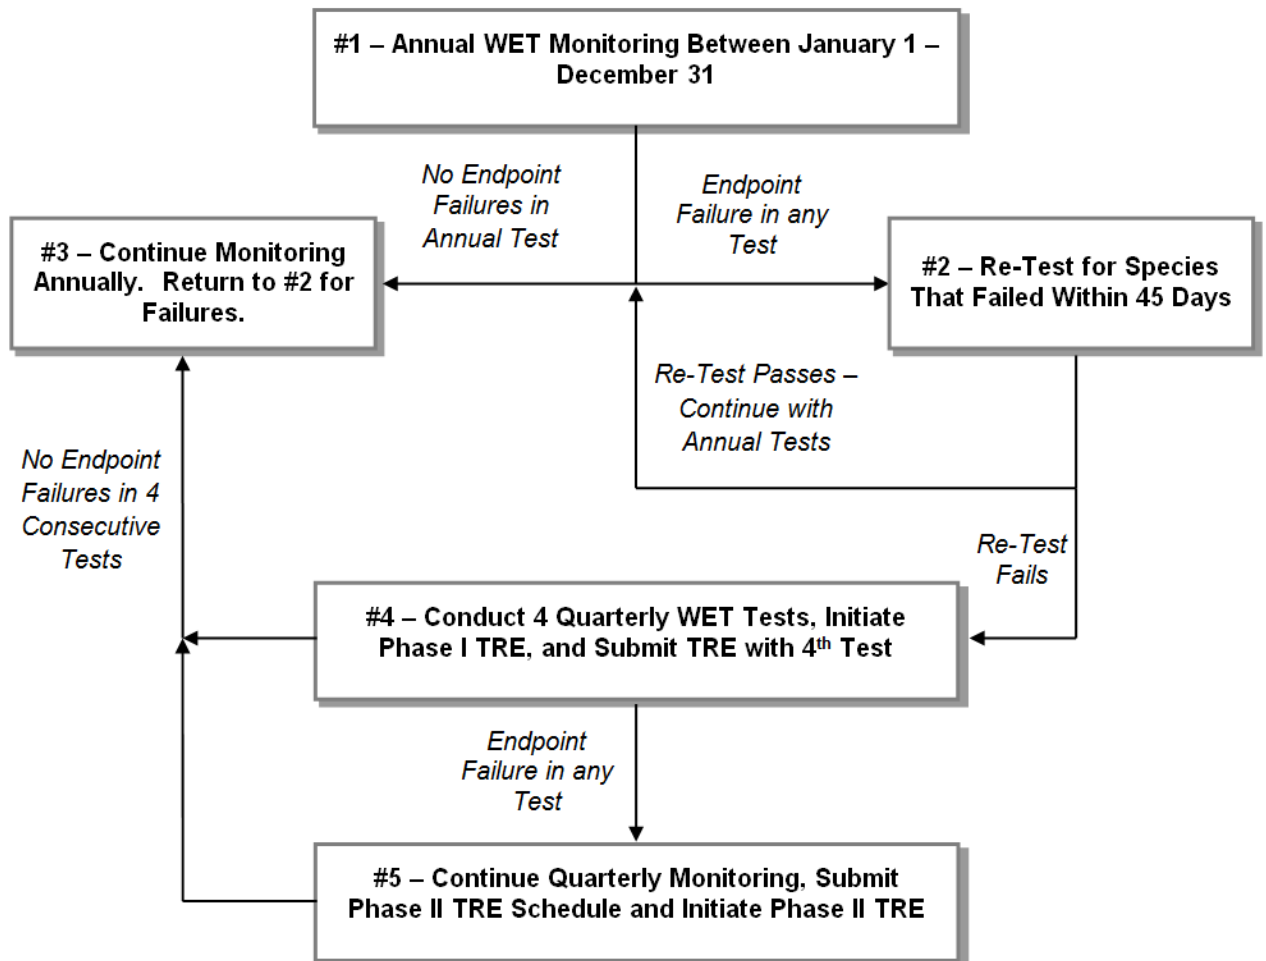 #1 – Annual WET Monitoring Between January 1 –
December 31
No Endpoint
Failures in
Annual Test
Endpoint
Failure in any
Test
#3 – Continue Monitoring
Annually.  Return to #2 for
Failures.
#2 – Re-Test for Species
That Failed Within 45 Days
Re-Test Passes –
Continue with
Annual Tests
No Endpoint
Failures in 4
Consecutive
Tests
Re-Test
Fails
#4 – Conduct 4 Quarterly WET Tests, Initiate
Phase I TRE, and Submit TRE with 4th Test
Endpoint
Failure in any
Test
#5 – Continue Quarterly Monitoring, Submit
Phase II TRE Schedule and Initiate Phase II TRE